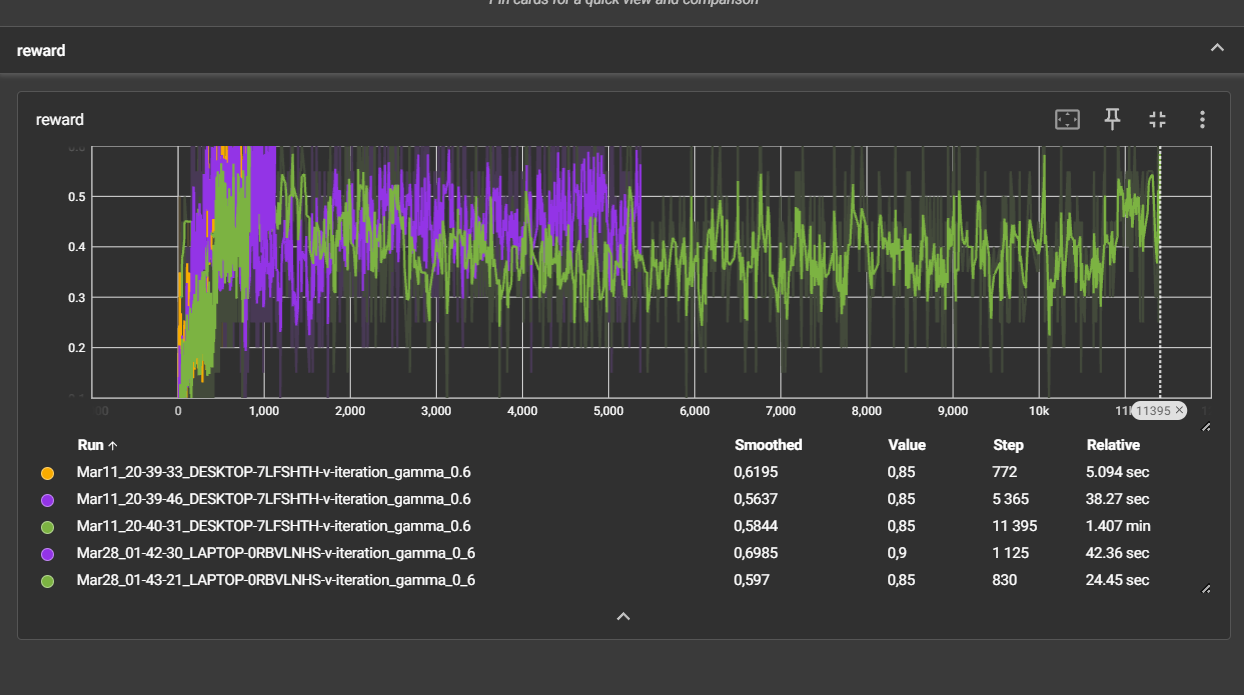 Pin cards for a quick view and comparison
reward
reward
0.5
0.4
0.3
0.2
0 1,000 2,000 3,000 4,000 5,000 6,000 7,000 8,000 9,000 10k 11k 11395 ×
Run ↑ Smoothed Value Step Relative
Mar11_20-39-33_DESKTOP-7LFSHTH-v-iteration_gamma_0.6 0,6195 0,85 772 5.094 sec
Mar11_20-39-46_DESKTOP-7LFSHTH-v-iteration_gamma_0.6 0,5637 0,85 5 365 38.27 sec
Mar11_20-40-31_DESKTOP-7LFSHTH-v-iteration_gamma_0.6 0,5844 0,85 11 395 1.407 min
Mar28_01-42-30_LAPTOP-0RBVLNHS-v-iteration_gamma_0_6 0,6985 0,9 1 125 42.36 sec
Mar28_01-43-21_LAPTOP-0RBVLNHS-v-iteration_gamma_0_6 0,597 0,85 830 24.45 sec